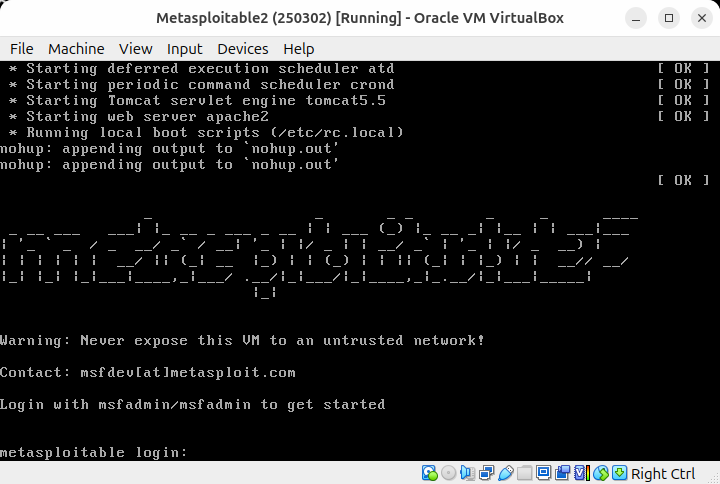 Metasploitable2 (250302) [Running] - Oracle VM VirtualBox
File Machine View Input Devices Help
* Starting deferred execution scheduler atd [ OK ]
* Starting periodic command scheduler crond [ OK ]
* Starting Tomcat servlet engine tomcat5.5 [ OK ]
* Starting web server apache2 [ OK ]
* Running local boot scripts (/etc/rc.local)
nohup: appending output to `nohup.out'
nohup: appending output to `nohup.out'
[ OK ]
metasploitable2
Warning: Never expose this VM to an untrusted network!
Contact: msfdev[at]metasploit.com
Login with msfadmin/msfadmin to get started
metasploitable login:
Right Ctrl